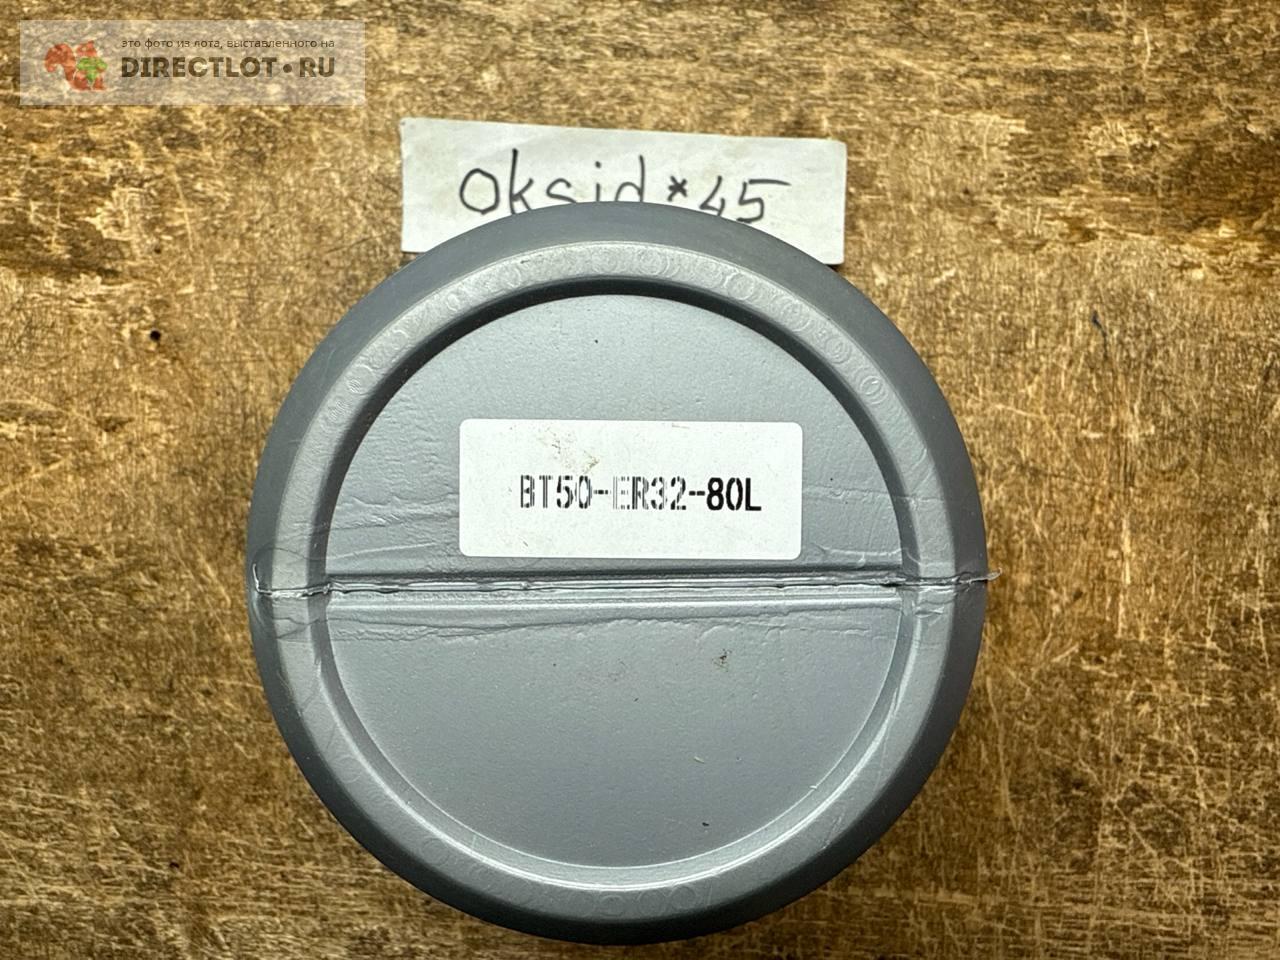 это фото из лота, выставленного на
DIRECTLOT•RU
oksid*45
BT50-ER32-80L